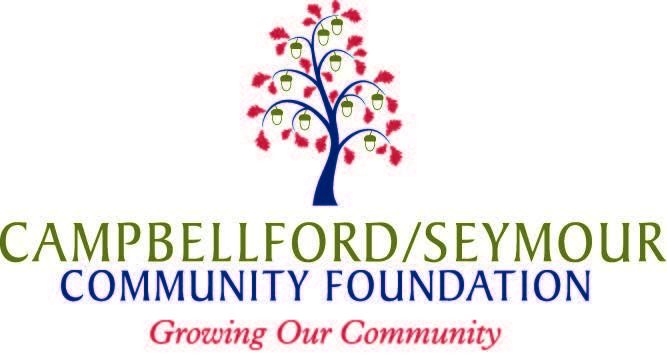 CAMPBELLFORD/SEYMOUR
COMMUNITY FOUNDATION
Growing Our Community